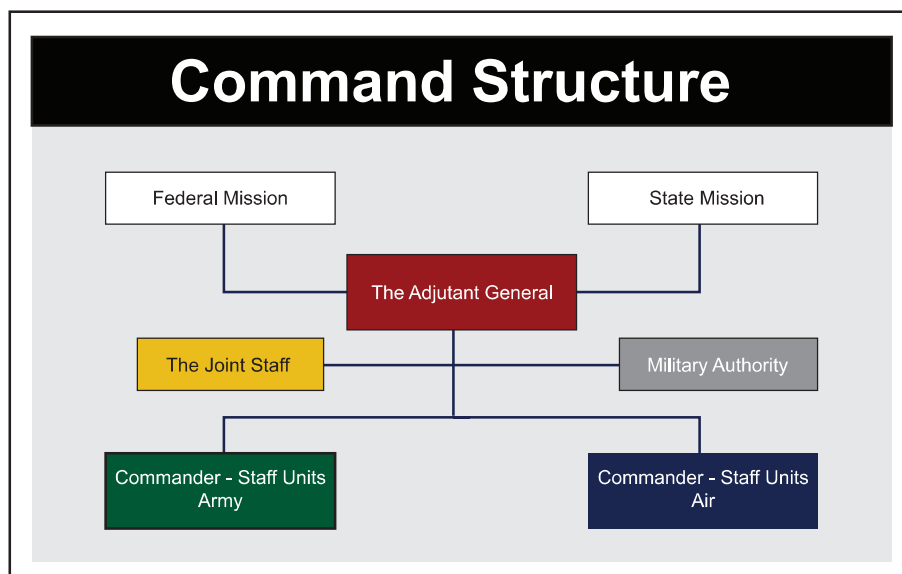 Command Structure
Federal Mission
State Mission
The Adjutant General
The Joint Staff
Military Authority
Commander - Staff Units
Army
Commander - Staff Units
Air